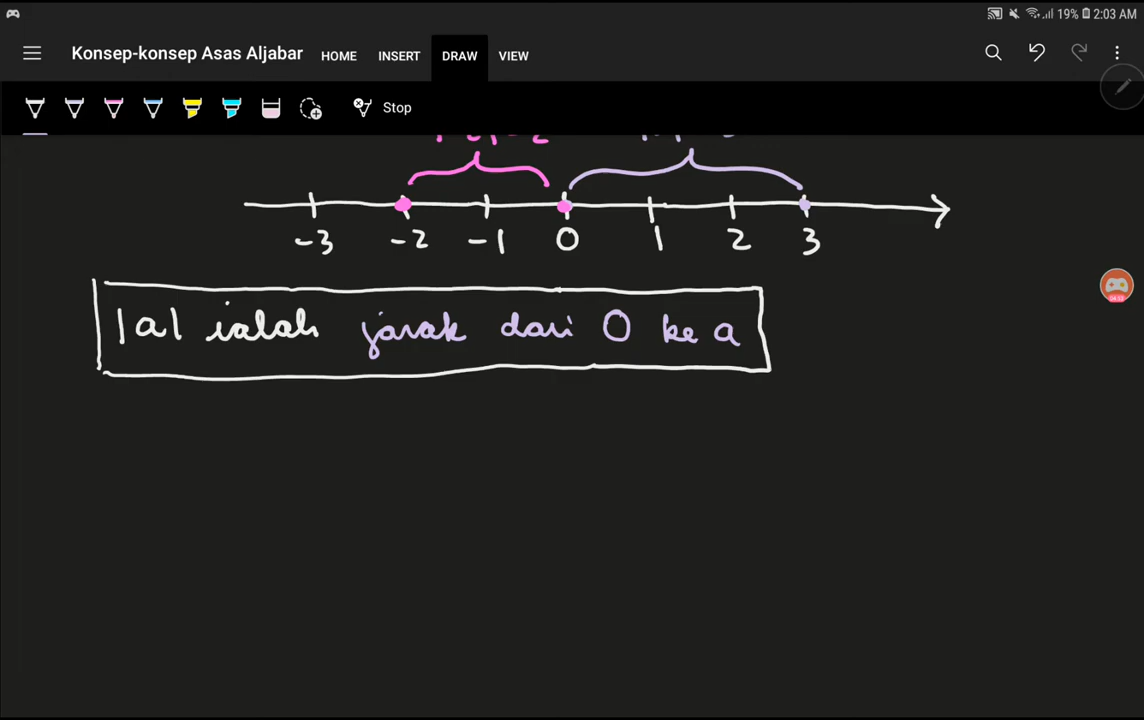 19% 2:03 AM
Konsep-konsep Asas Aljabar HOME INSERT DRAW VIEW
Stop
-3 -2 -1 0 1 2 3
|a| ialah jarak dari 0 ke a